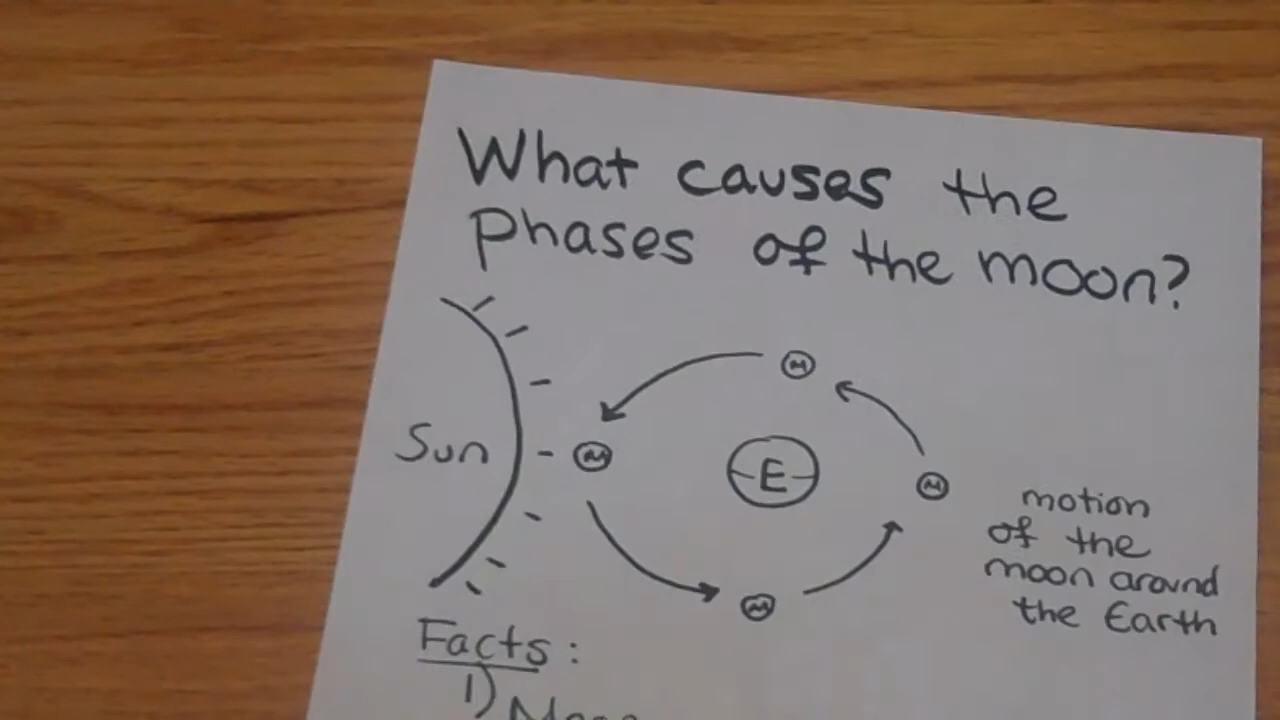 What causes the
phases of the moon?
M
Sun
M
E
M
motion
of the
moon around
the Earth
M
Facts:
1)